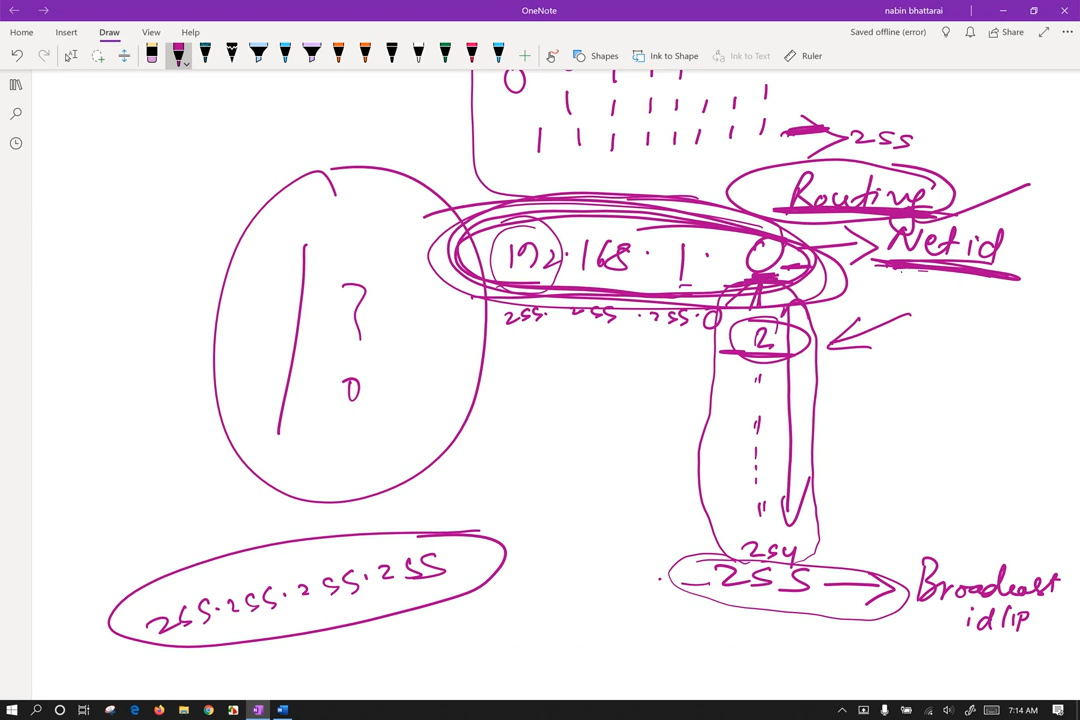 OneNote
nabin bhattarai
Home Insert Draw View Help
Saved offline (error) Share
Shapes Ink to Shape Ink to Text Ruler
0
255
Routing
192.168.1.0
Net id
255. 255 .255.0
?
2
"
"
"
254
255
Broadcast
id/ip
255.255.255.255
7:14 AM